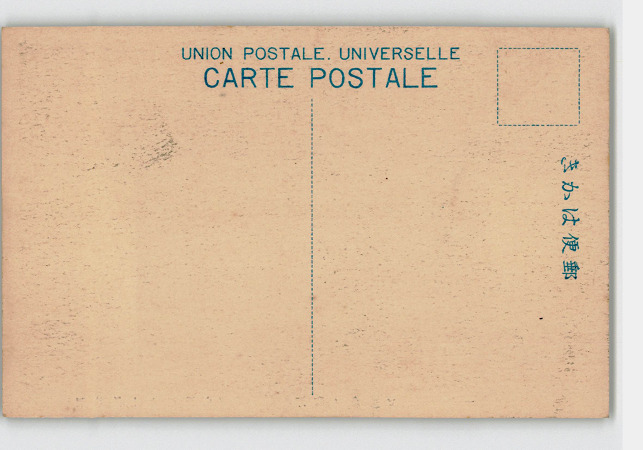 UNION POSTALE. UNIVERSELLE
CARTE POSTALE
きかは便郵